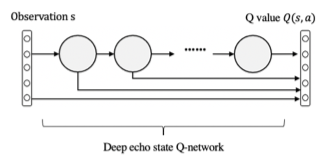 Observation s
Q value Q(s, a)
......
Deep echo state Q-network